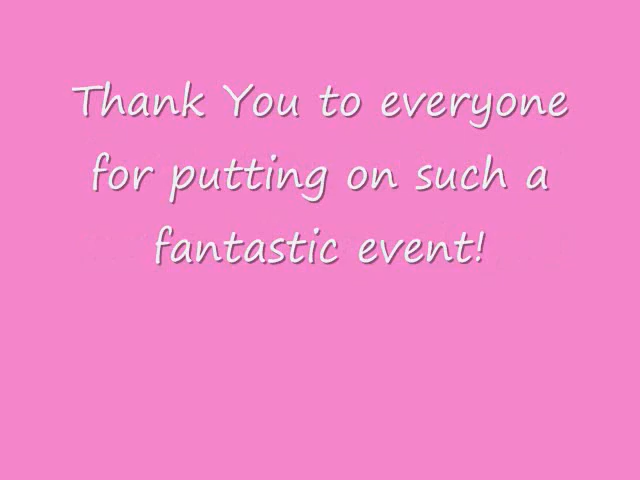 Thank You to everyone
for putting on such a
fantastic event!